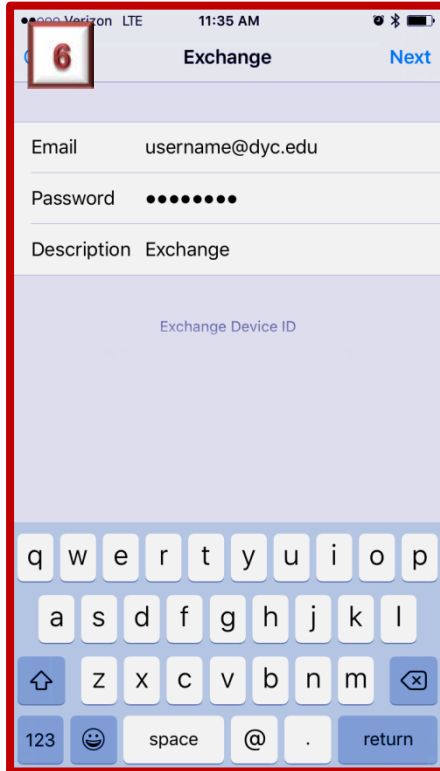 ●●○○○ Verizon LTE 11:35 AM
6
Exchange Next
Email username@dyc.edu
Password ●●●●●●●●
Description Exchange
Exchange Device ID
q w e r t y u i o p
a s d f g h j k l
z x c v b n m
123 space @ . return